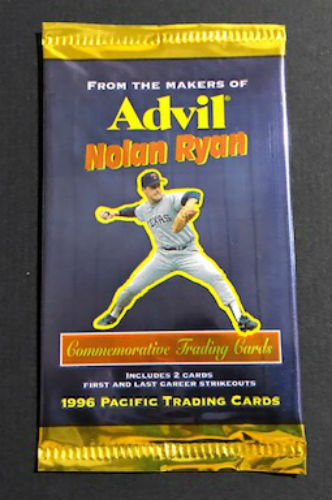 FROM THE MAKERS OF
Advil®
Nolan Ryan
TEXAS
Commemorative Trading Cards
INCLUDES 2 CARDS
FIRST AND LAST CAREER STRIKEOUTS
1996 PACIFIC TRADING CARDS